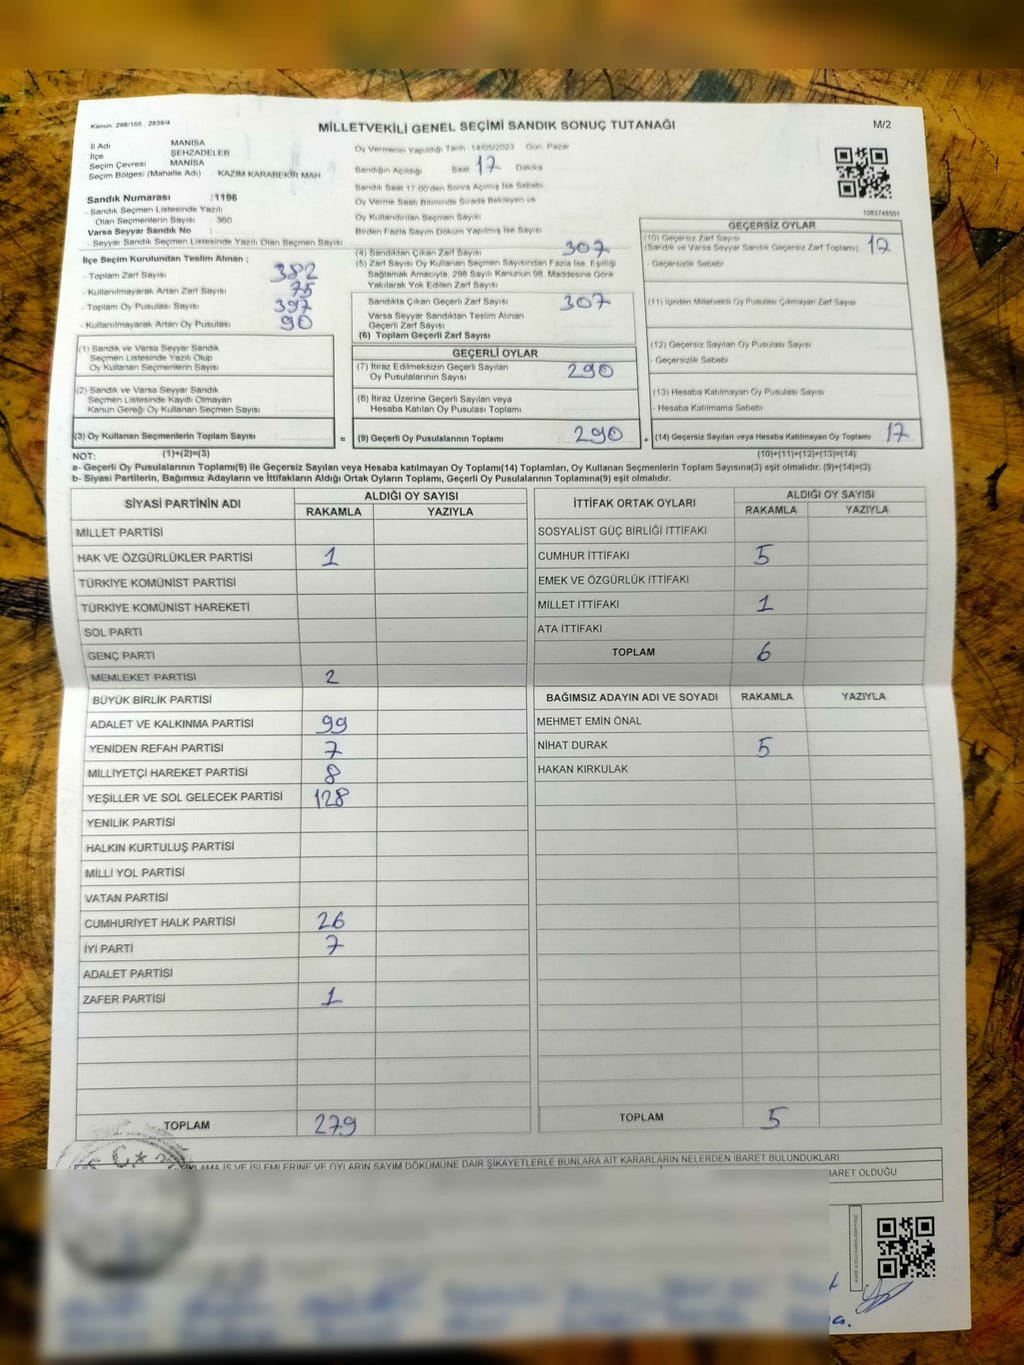 Kanun: 298/105 2839/4
MİLLETVEKİLİ GENEL SEÇİMİ SANDIK SONUÇ TUTANAĞI
M/2
İl Adı MANİSA
İlçe ŞEHZADELER
Seçim Çevresi MANİSA
Seçim Bölgesi (Mahalle Adı) KAZIM KARABEKİR MAH
Sandık Numarası :1196
- Sandık Seçmen Listesinde Yazılı
Olan Seçmenlerin Sayısı 360
Varsa Seyyar Sandık No :
- Seyyar Sandık Seçmen Listesinde Yazılı Olan Seçmen Sayısı
İlçe Seçim Kurulundan Teslim Alınan ;
- Toplam Zarf Sayısı 382
- Kullanılmayarak Artan Zarf Sayısı 75
- Toplam Oy Pusulası Sayısı 397
- Kullanılmayarak Artan Oy Pusulası 90
(1) Sandık ve Varsa Seyyar Sandık
Seçmen Listesinde Yazılı Olup
Oy Kullanan Seçmenlerin Sayısı
(2) Sandık ve Varsa Seyyar Sandık
Seçmen Listesinde Kayıtlı Olmayan
Kanun Gereği Oy Kullanan Seçmen Sayısı
(3) Oy Kullanan Seçmenlerin Toplam Sayısı
Oy Vermenin Yapıldığı Tarih 14/05/2023 Gün Pazar
Sandığın Açıldığı Saat 17 Dakika
Sandık Saat 17:00'den Sonra Açılmış İse Sebebi
Oy Verme Saati Bitiminde Sırada Bekleyen ve
Oy Kullandırılan Seçmen Sayısı
Birden Fazla Sayım Döküm Yapılmış İse Sayısı
(4) Sandıktan Çıkan Zarf Sayısı 307
(5) Zarf Sayısı Oy Kullanan Seçmen Sayısından Fazla İse, Eşitliği
Sağlamak Amacıyla, 298 Sayılı Kanunun 98. Maddesine Göre
Yakılarak Yok Edilen Zarf Sayısı
Sandıkta Çıkan Geçerli Zarf Sayısı 307
Varsa Seyyar Sandıktan Teslim Alınan
Geçerli Zarf Sayısı
(6) Toplam Geçerli Zarf Sayısı
GEÇERLİ OYLAR
(7) İtiraz Edilmeksizin Geçerli Sayılan
Oy Pusulalarının Sayısı 290
(8) İtiraz Üzerine Geçerli Sayılan veya
Hesaba Katılan Oy Pusulası Toplamı
= (9) Geçerli Oy Pusulalarının Toplamı 290
1083746501
GEÇERSİZ OYLAR
(10) Geçersiz Zarf Sayısı 17
(Sandık ve Varsa Seyyar Sandık Geçersiz Zarf Toplamı)
- Geçersizlik Sebebi
(11) İçinden Milletvekili Oy Pusulası Çıkmayan Zarf Sayısı
(12) Geçersiz Sayılan Oy Pusulası Sayısı
- Geçersizlik Sebebi
(13) Hesaba Katılmayan Oy Pusulası Sayısı
- Hesaba Katılmama Sebebi
+ (14) Geçersiz Sayılan veya Hesaba Katılmayan Oy Toplamı 17
NOT: (1)+(2)=(3)
(10)+(11)+(12)+(13)=(14)
a- Geçerli Oy Pusulalarının Toplamı(9) ile Geçersiz Sayılan veya Hesaba katılmayan Oy Toplamı(14) Toplamları, Oy Kullanan Seçmenlerin Toplam Sayısına(3) eşit olmalıdır. (9)+(14)=(3)
b- Siyasi Partilerin, Bağımsız Adayların ve İttifakların Aldığı Ortak Oyların Toplamı, Geçerli Oy Pusulalarının Toplamına(9) eşit olmalıdır.
SİYASİ PARTİNİN ADI ALDIĞI OY SAYISI
RAKAMLA YAZIYLA
MİLLET PARTİSİ
HAK VE ÖZGÜRLÜKLER PARTİSİ 1
TÜRKİYE KOMÜNİST PARTİSİ
TÜRKİYE KOMÜNİST HAREKETİ
SOL PARTİ
GENÇ PARTİ
MEMLEKET PARTİSİ 2
BÜYÜK BİRLİK PARTİSİ
ADALET VE KALKINMA PARTİSİ 99
YENİDEN REFAH PARTİSİ 7
MİLLİYETÇİ HAREKET PARTİSİ 8
YEŞİLLER VE SOL GELECEK PARTİSİ 128
YENİLİK PARTİSİ
HALKIN KURTULUŞ PARTİSİ
MİLLİ YOL PARTİSİ
VATAN PARTİSİ
CUMHURİYET HALK PARTİSİ 26
İYİ PARTİ 7
ADALET PARTİSİ
ZAFER PARTİSİ 1
TOPLAM 279
İTTİFAK ORTAK OYLARI ALDIĞI OY SAYISI
RAKAMLA YAZIYLA
SOSYALİST GÜÇ BİRLİĞİ İTTİFAKI
CUMHUR İTTİFAKI 5
EMEK VE ÖZGÜRLÜK İTTİFAKI
MİLLET İTTİFAKI 1
ATA İTTİFAKI
TOPLAM 6
BAĞIMSIZ ADAYIN ADI VE SOYADI RAKAMLA YAZIYLA
MEHMET EMİN ÖNAL
NİHAT DURAK 5
HAKAN KIRKULAK
TOPLAM 5
İŞ VE İŞLEMLERİNE VE OYLARIN SAYIM DÖKÜMÜNE DAİR ŞİKAYETLERLE BUNLARA AİT KARARLARIN NELERDEN İBARET BULUNDUKLARI
BARET OLDUĞU